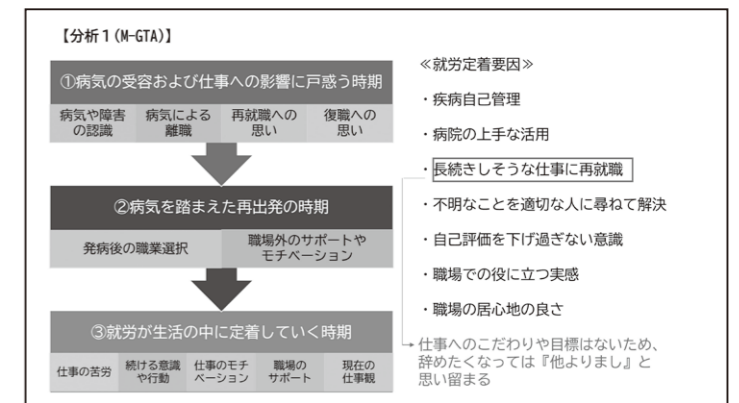 【分析１(M-GTA)】
①病気の受容および仕事への影響に戸惑う時期
病気や障害
の認識
病気による
離職
再就職への
思い
復職への
思い
②病気を踏まえた再出発の時期
発病後の職業選択
職場外のサポートや
モチベーション
③就労が生活の中に定着していく時期
仕事の苦労
続ける意識
や行動
仕事のモチ
ベーション
職場の
サポート
現在の
仕事観
≪就労定着要因≫
・疾病自己管理
・病院の上手な活用
・長続きしそうな仕事に再就職
・不明なことを適切な人に尋ねて解決
・自己評価を下げ過ぎない意識
・職場での役に立つ実感
・職場の居心地の良さ
仕事へのこだわりや目標はないため、
辞めたくなっては『他よりまし』と
思い留まる